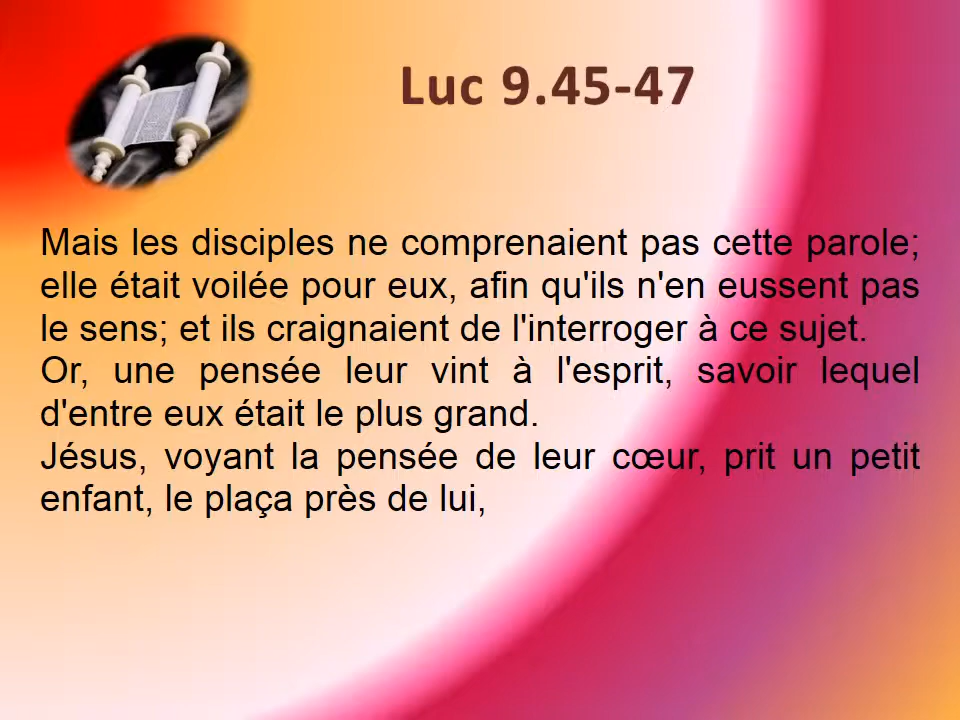 Luc 9.45-47
Mais les disciples ne comprenaient pas cette parole;
elle était voilée pour eux, afin qu'ils n'en eussent pas
le sens; et ils craignaient de l'interroger à ce sujet.
Or, une pensée leur vint à l'esprit, savoir lequel
d'entre eux était le plus grand.
Jésus, voyant la pensée de leur cœur, prit un petit
enfant, le plaça près de lui,